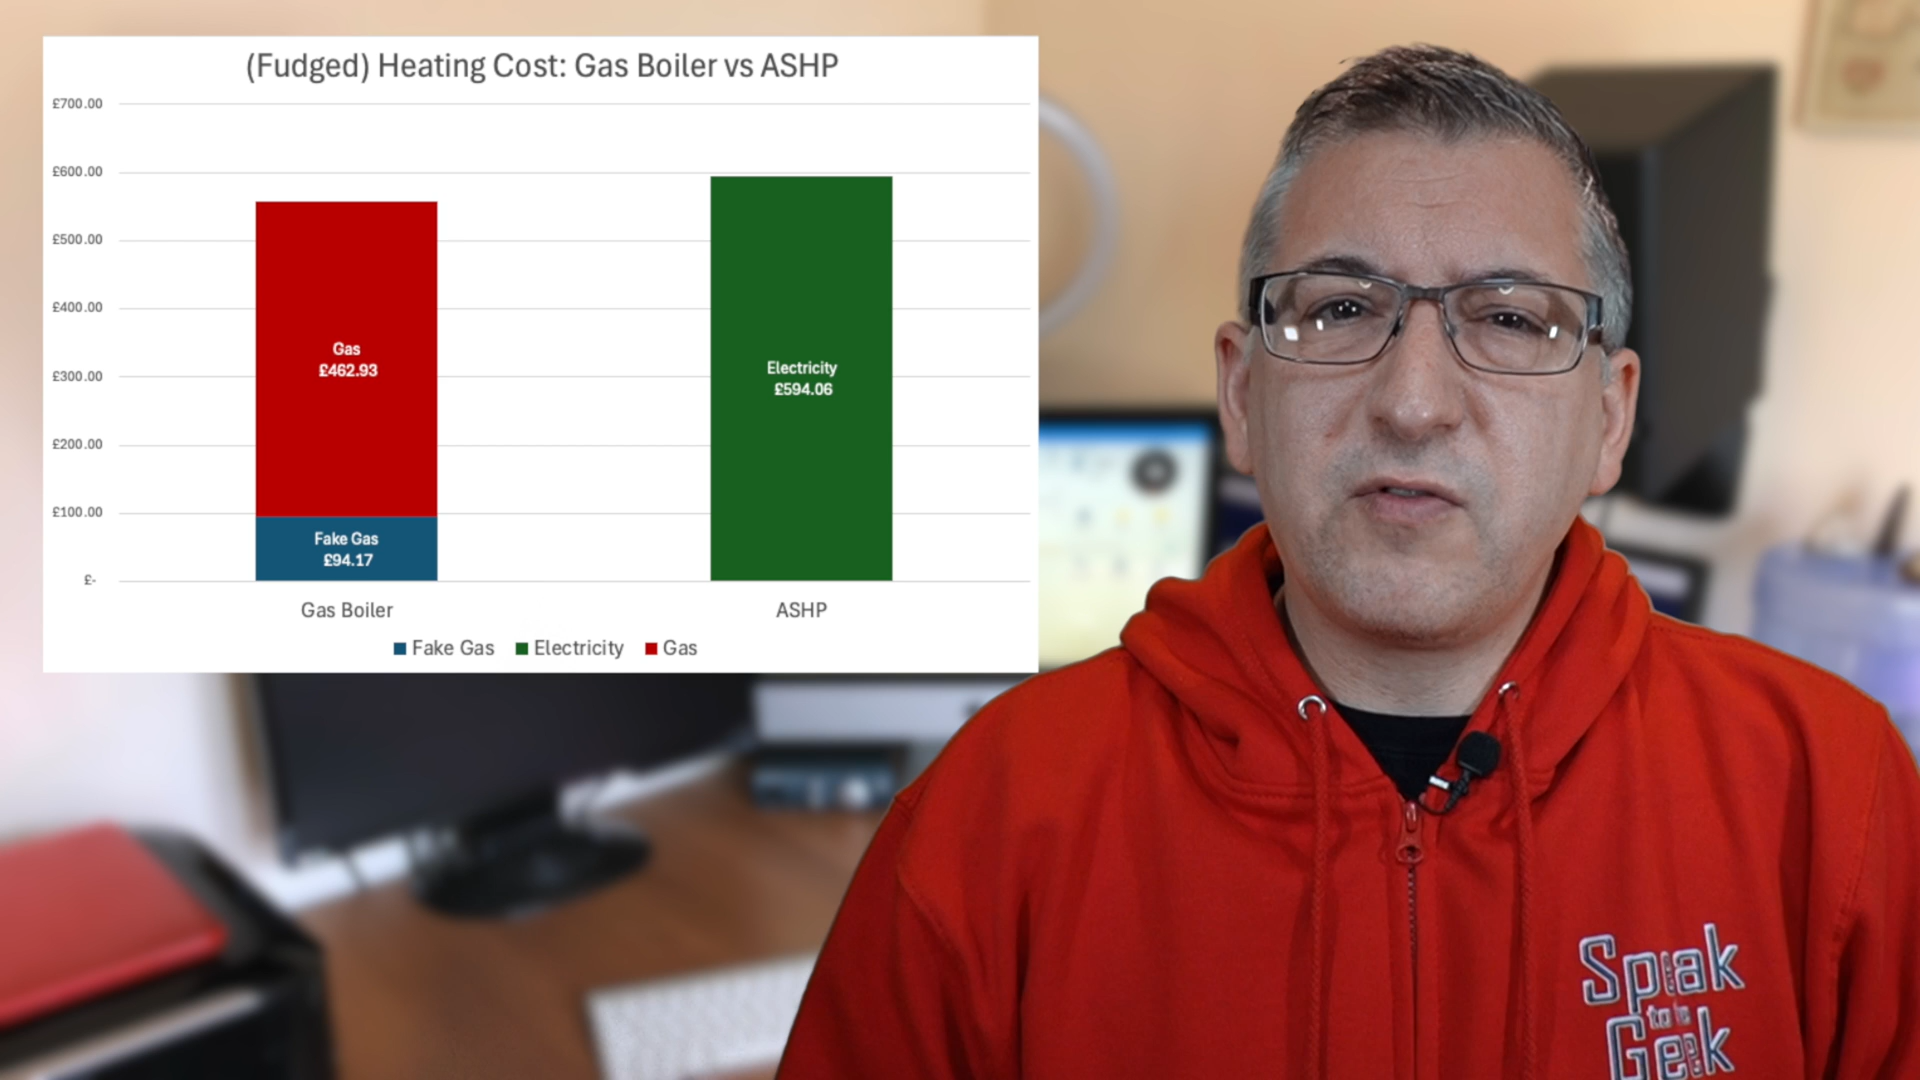 (Fudged) Heating Cost: Gas Boiler vs ASHP
£700.00
£600.00
£500.00
£400.00
£300.00
£200.00
£100.00
£-
Gas
£462.93
Fake Gas
£94.17
Electricity
£594.06
Gas Boiler
ASHP
Fake Gas
Electricity
Gas
Speak
to the
Geek